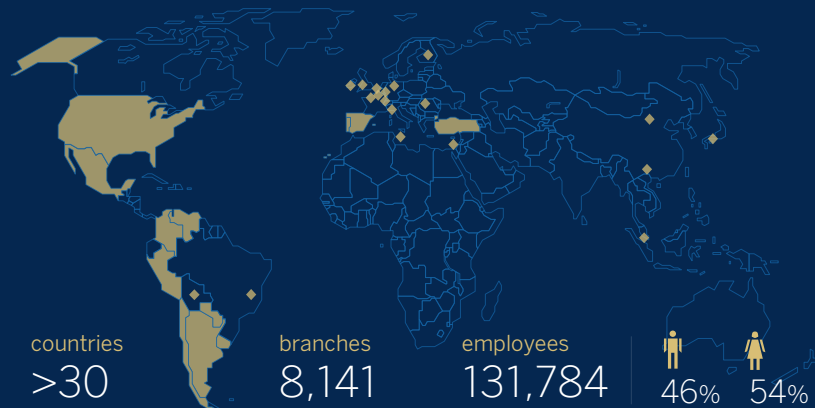 countries
>30
branches
8,141
employees
131,784
46%
54%